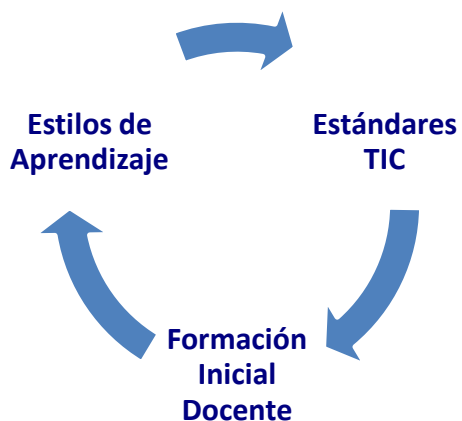 Estilos de
Aprendizaje
Estándares
TIC
Formación
Inicial
Docente